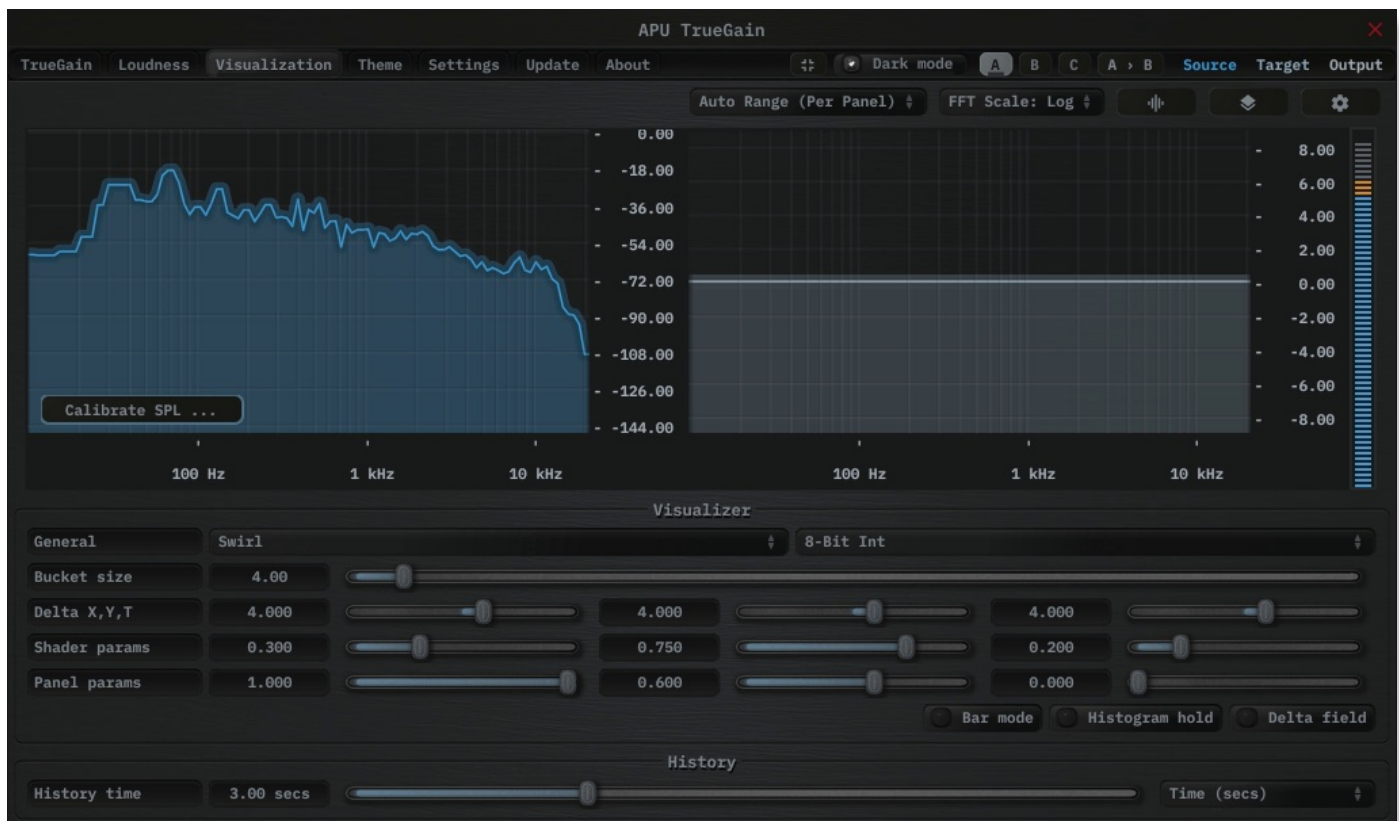 APU TrueGain
TrueGain Loudness Visualization Theme Settings Update About Dark mode A B C A › B Source Target Output
Auto Range (Per Panel) FFT Scale: Log
0.00
-18.00
-36.00
-54.00
-72.00
-90.00
-108.00
-126.00
-144.00
8.00
6.00
4.00
2.00
0.00
-2.00
-4.00
-6.00
-8.00
Calibrate SPL ...
100 Hz 1 kHz 10 kHz 100 Hz 1 kHz 10 kHz
Visualizer
General Swirl 8-Bit Int
Bucket size 4.00
Delta X,Y,T 4.000 4.000 4.000
Shader params 0.300 0.750 0.200
Panel params 1.000 0.600 0.000
Bar mode Histogram hold Delta field
History
History time 3.00 secs Time (secs)